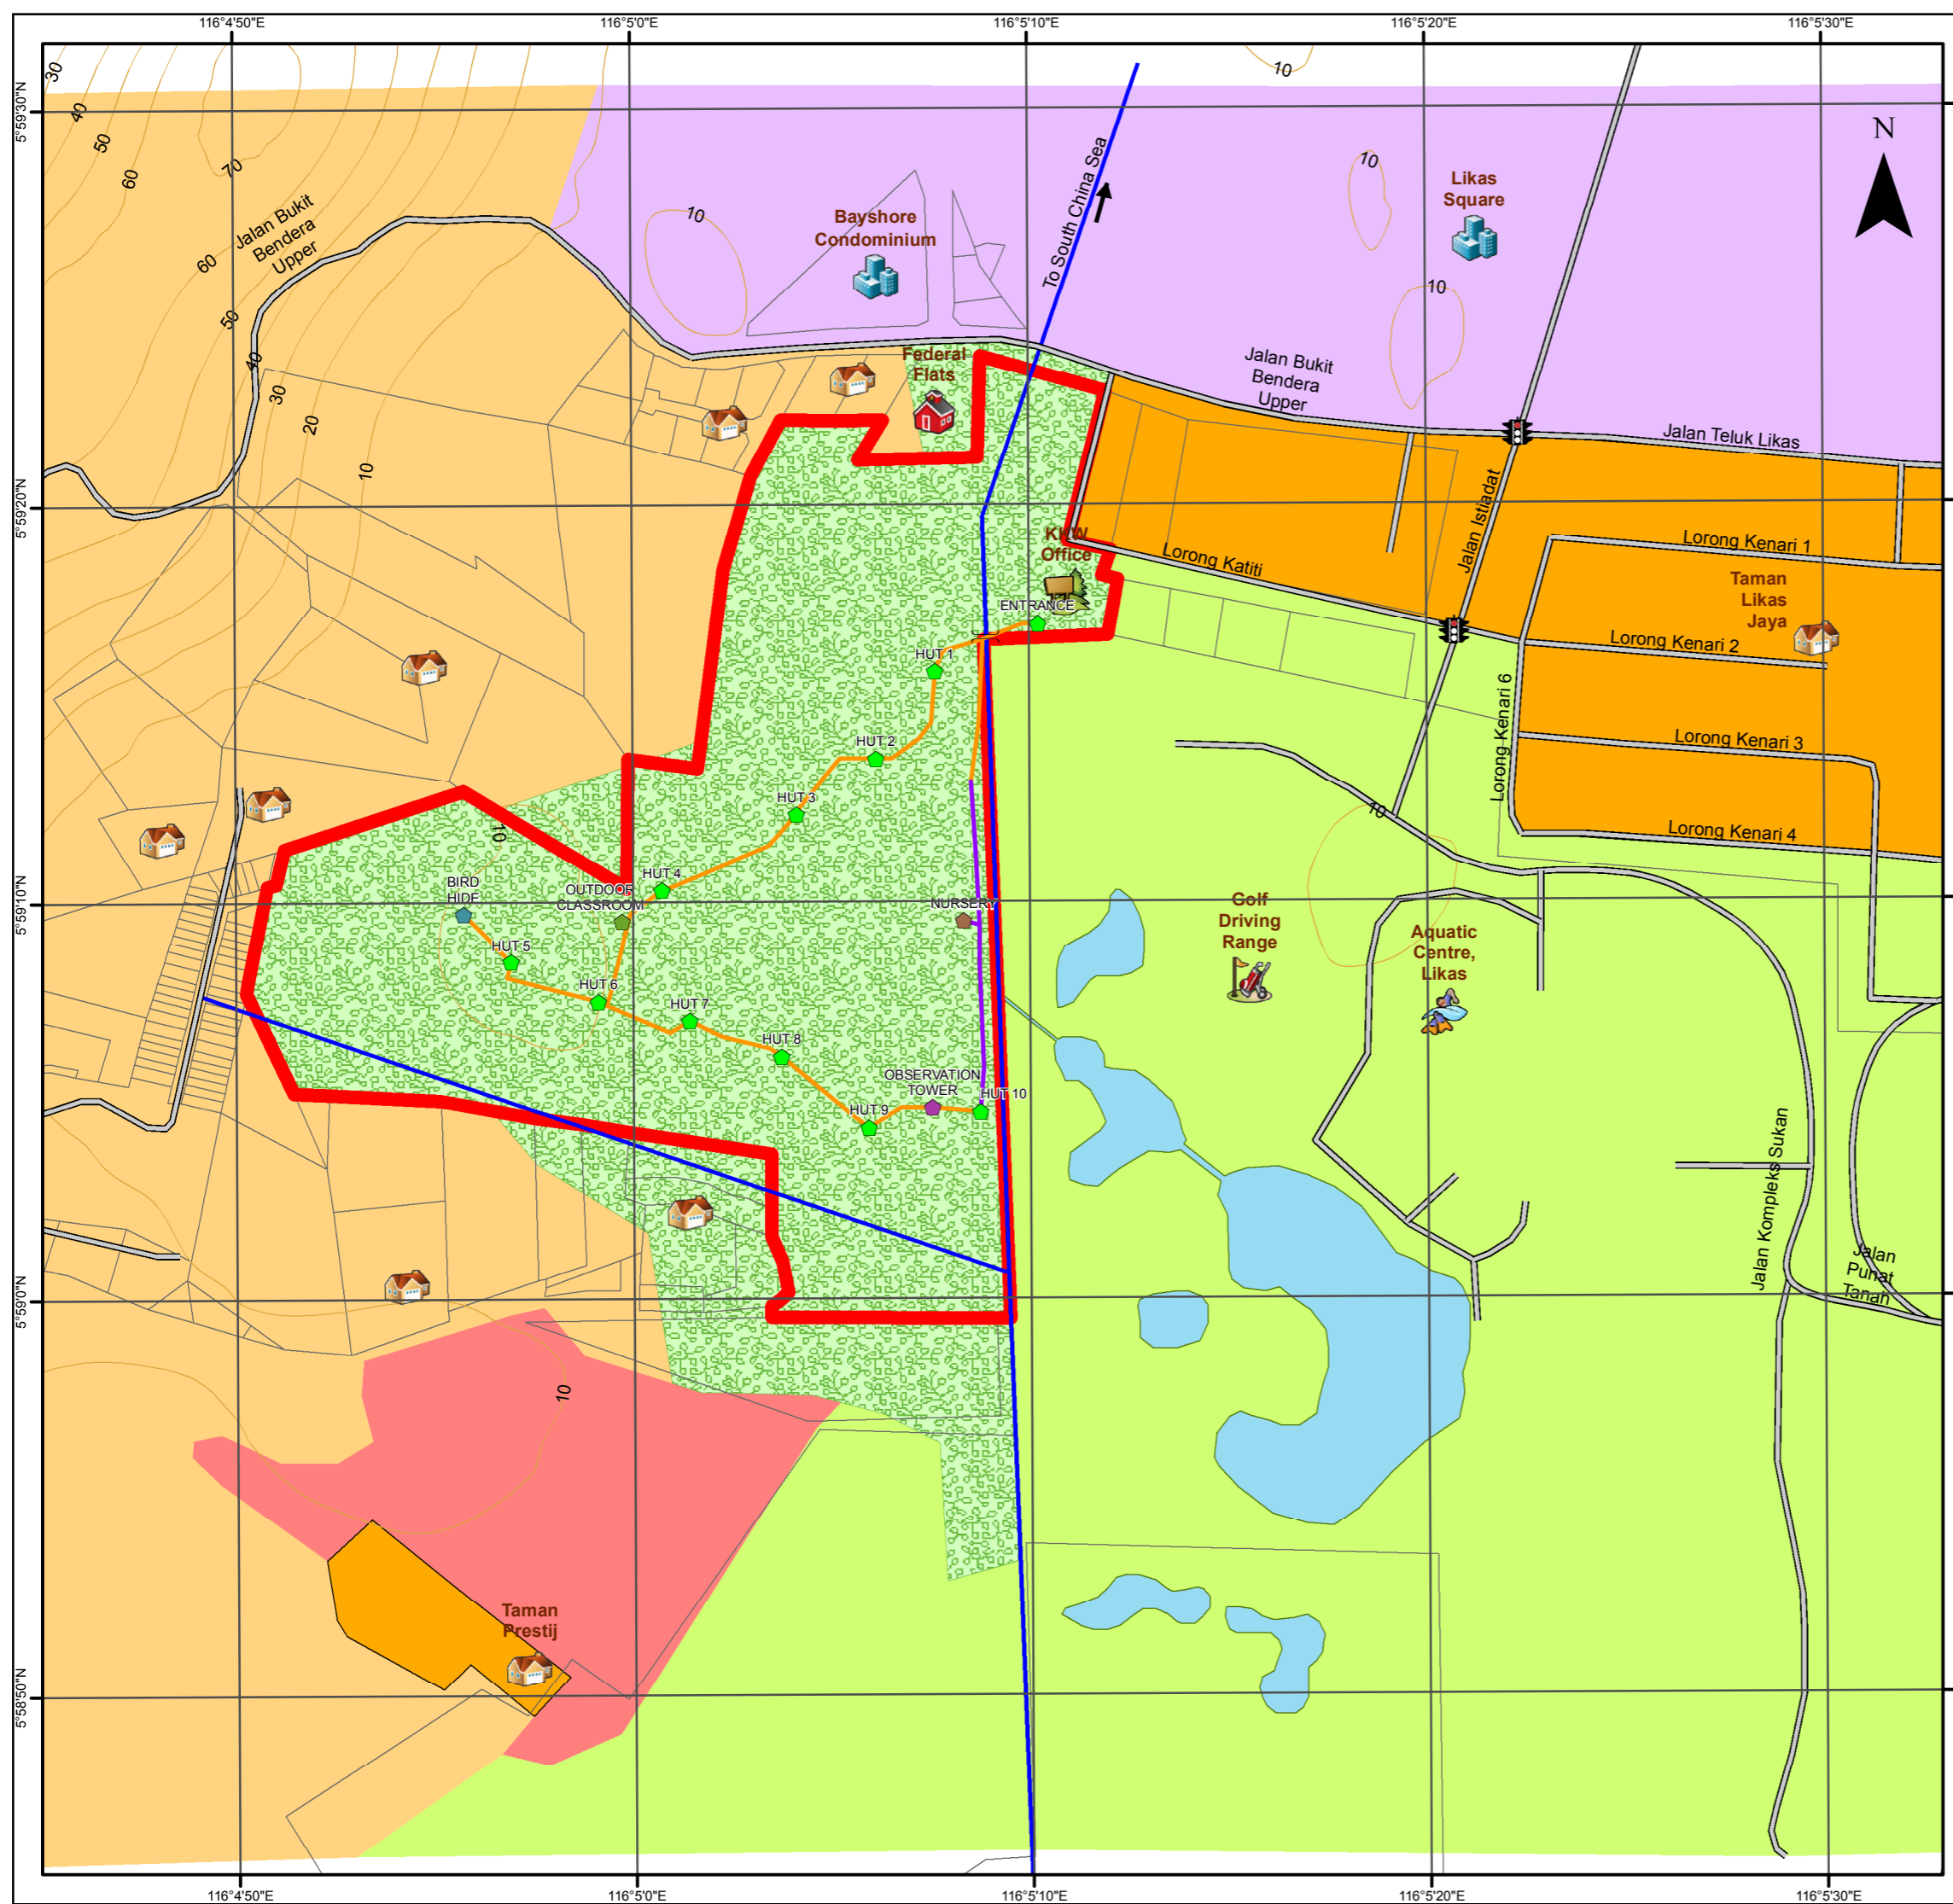 116°4'50"E
116°5'0"E
116°5'10"E
116°5'20"E
116°5'30"E
5°59'30"N
5°59'20"N
5°59'10"N
5°59'0"N
5°58'50"N
30
40
50
60
70
10
10
10
10
N
To South China Sea
Likas
Square
Bayshore
Condominium
Jalan Bukit
Bendera
Upper
60
50
40
30
20
10
Federal
Flats
Jalan Bukit
Bendera
Upper
Jalan Teluk Likas
Jalan Istiadat
KHW
Office
Lorong Katiti
Lorong Kenari 1
Taman
Likas
Jaya
ENTRANCE
Lorong Kenari 2
HUT 1
Lorong Kenari 6
HUT 2
Lorong Kenari 3
HUT 3
10
10
Lorong Kenari 4
HUT 4
BIRD
HIDE
OUTDOOR
CLASSROOM
NURSERY
Golf
Driving
Range
Aquatic
Centre,
Likas
HUT 5
HUT 6
HUT 7
HUT 8
OBSERVATION
TOWER
HUT 10
HUT 9
Jalan Kompleks Sukan
Jalan
Punat
Tanah
10
Taman
Prestij
116°4'50"E
116°5'0"E
116°5'10"E
116°5'20"E
116°5'30"E